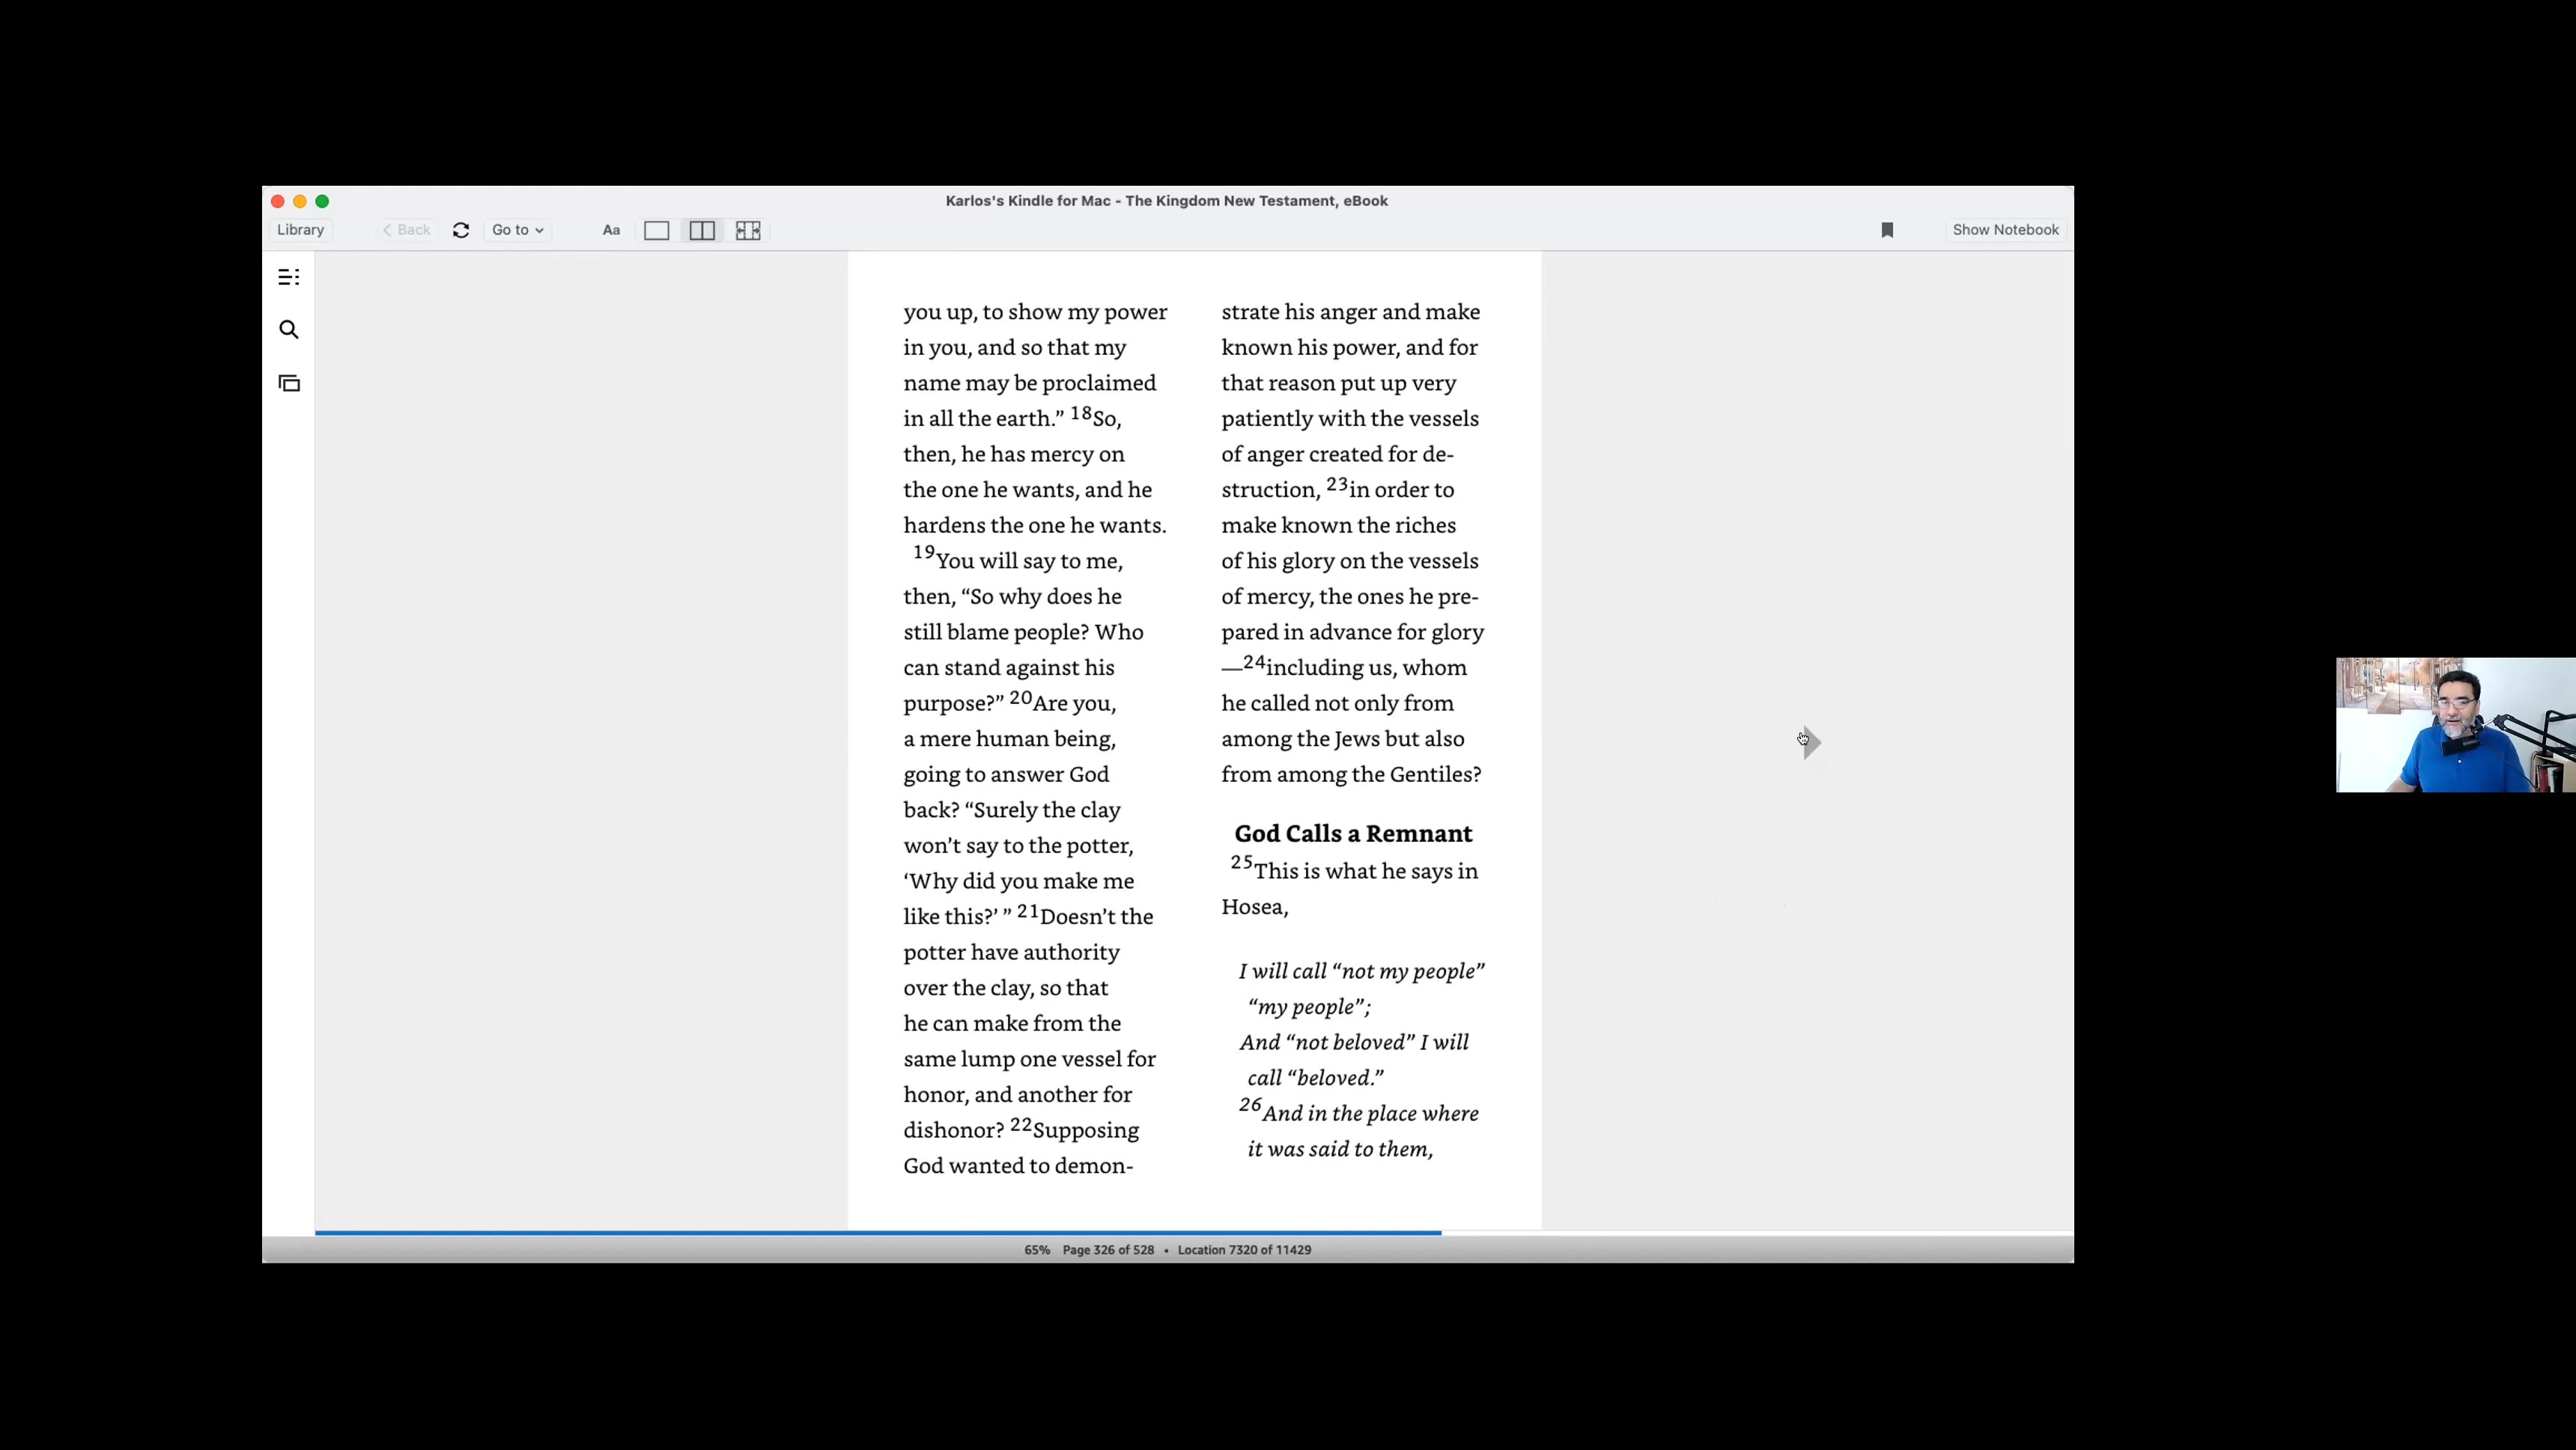 Karlos's Kindle for Mac - The Kingdom New Testament, eBook
Library
Back
Go to
Aa
Show Notebook
you up, to show my power
in you, and so that my
name may be proclaimed
in all the earth.” 18So,
then, he has mercy on
the one he wants, and he
hardens the one he wants.
19You will say to me,
then, “So why does he
still blame people? Who
can stand against his
purpose?” 20Are you,
a mere human being,
going to answer God
back? “Surely the clay
won’t say to the potter,
‘Why did you make me
like this?’ ” 21Doesn’t the
potter have authority
over the clay, so that
he can make from the
same lump one vessel for
honor, and another for
dishonor? 22Supposing
God wanted to demon-
strate his anger and make
known his power, and for
that reason put up very
patiently with the vessels
of anger created for de-
struction, 23in order to
make known the riches
of his glory on the vessels
of mercy, the ones he pre-
pared in advance for glory
—24including us, whom
he called not only from
among the Jews but also
from among the Gentiles?
God Calls a Remnant
25This is what he says in
Hosea,
I will call “not my people”
“my people”;
And “not beloved” I will
call “beloved.”
26And in the place where
it was said to them,
65% Page 326 of 528 • Location 7320 of 11429